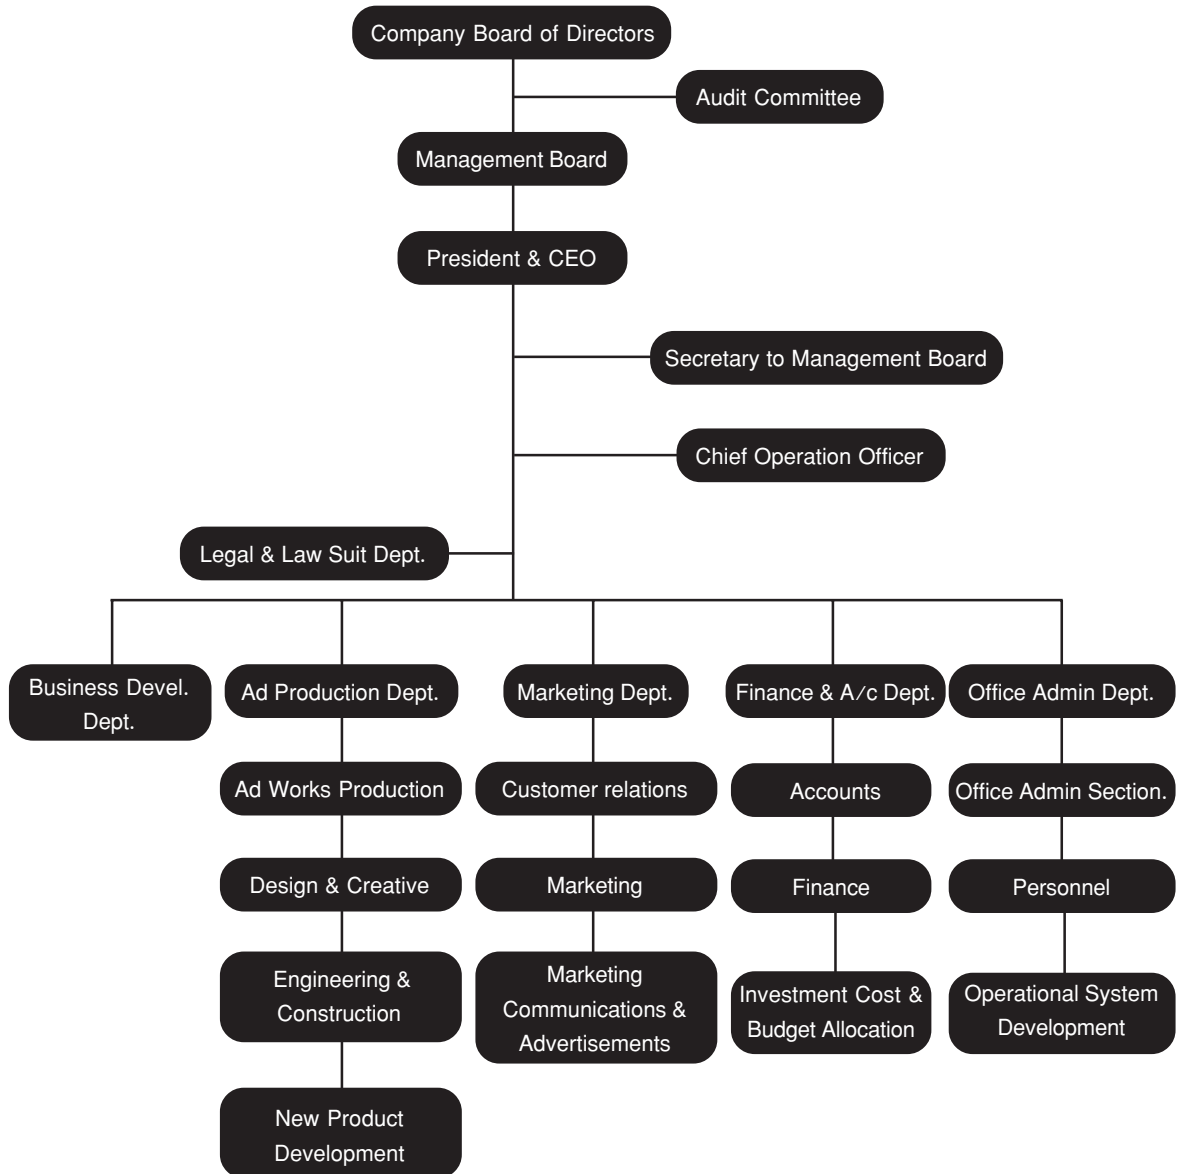 Company Board of Directors
Audit Committee
Management Board
President & CEO
Secretary to Management Board
Chief Operation Officer
Legal & Law Suit Dept.
Business Devel.
Dept.
Ad Production Dept.
Marketing Dept.
Finance & A/c Dept.
Office Admin Dept.
Ad Works Production
Customer relations
Accounts
Office Admin Section.
Design & Creative
Marketing
Finance
Personnel
Engineering &
Construction
Marketing
Communications &
Advertisements
Investment Cost &
Budget Allocation
Operational System
Development
New Product
Development